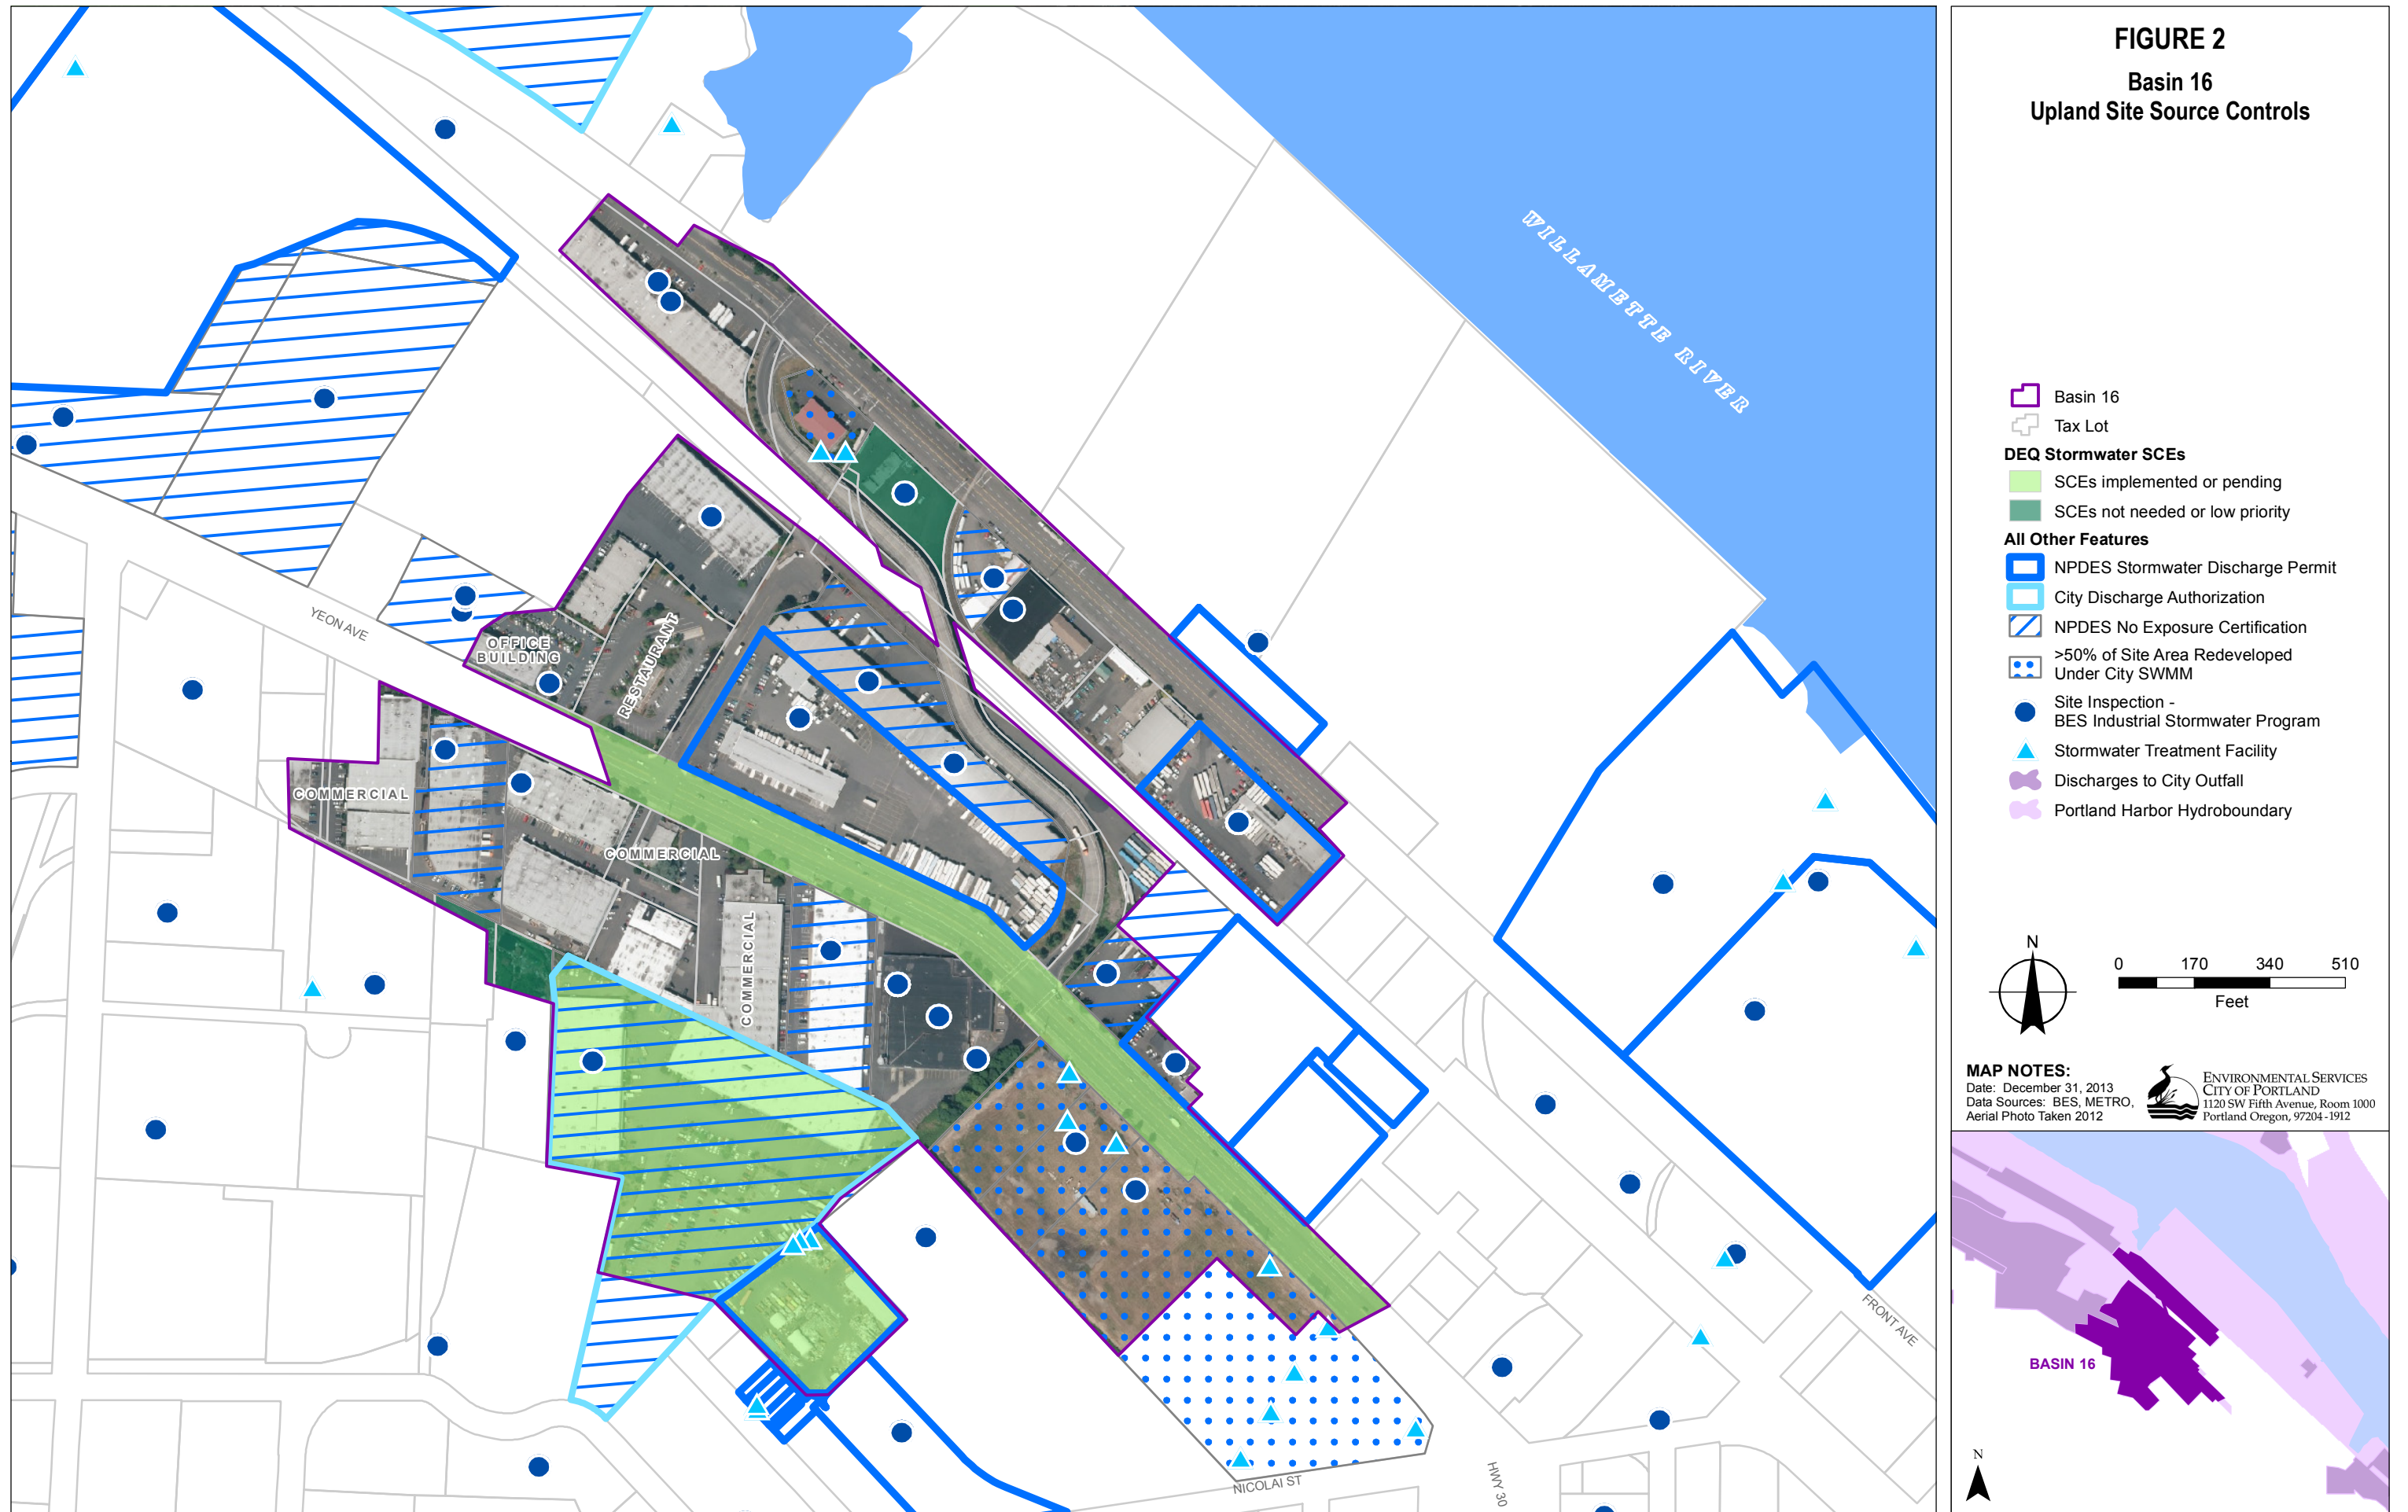 FIGURE 2
Basin 16
Upland Site Source Controls
Basin 16
Tax Lot
DEQ Stormwater SCEs
SCEs implemented or pending
SCEs not needed or low priority
All Other Features
NPDES Stormwater Discharge Permit
City Discharge Authorization
NPDES No Exposure Certification
>50% of Site Area Redeveloped
Under City SWMM
Site Inspection -
BES Industrial Stormwater Program
Stormwater Treatment Facility
Discharges to City Outfall
Portland Harbor Hydroboundary
N
0 170 340 510
Feet
MAP NOTES:
Date: December 31, 2013
Data Sources: BES, METRO,
Aerial Photo Taken 2012
ENVIRONMENTAL SERVICES
CITY OF PORTLAND
1120 SW Fifth Avenue, Room 1000
Portland Oregon, 97204-1912
BASIN 16
N
WILLAMETTE RIVER
YEON AVE
OFFICE
BUILDING
RESTAURANT
COMMERCIAL
COMMERCIAL
COMMERCIAL
FRONT AVE
NICOLAI ST
HWY 30